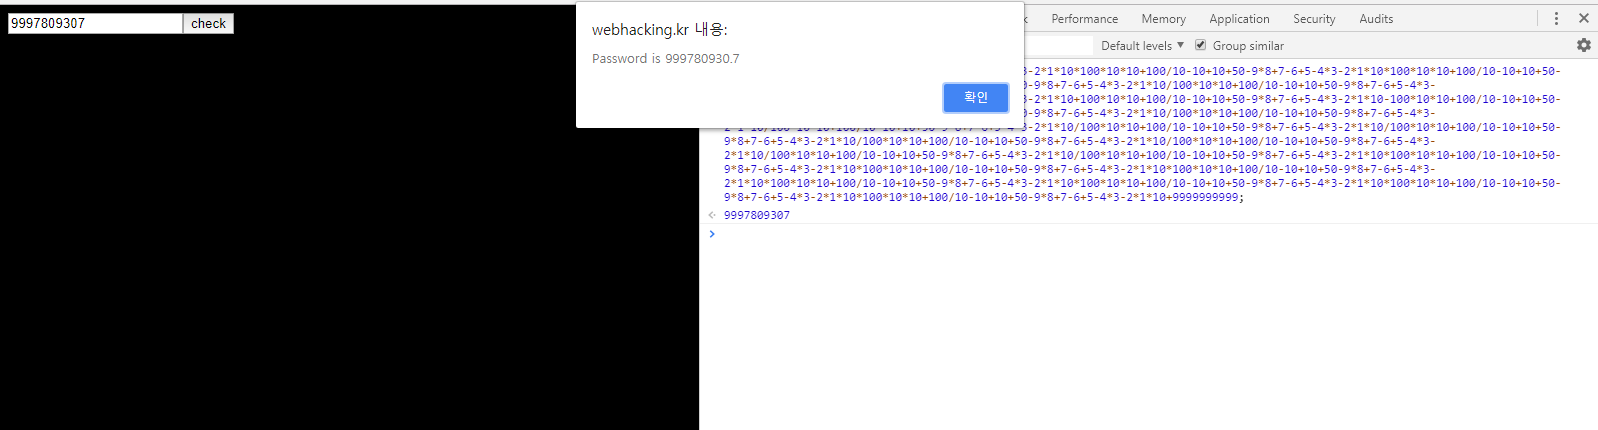 9997809307 check
webhacking.kr 내용:
Password is 999780930.7
확인
Performance Memory Application Security Audits
Default levels ▼ Group similar
3-2*1*10*100*10*10+100/10-10+10+50-9*8+7-6+5-4*3-2*1*10*100*10*10+100/10-10+10+50-
0-9*8+7-6+5-4*3-2*1*10/100*10*10+100/10-10+10+50-9*8+7-6+5-4*3-
3-2*1*10*100*10*10+100/10-10+10+50-9*8+7-6+5-4*3-2*1*10-100*10*10+100/10-10+10+50-
0-9*8+7-6+5-4*3-2*1*10/100*10*10+100/10-10+10+50-9*8+7-6+5-4*3-
2*1*10/100*10*10+100/10-10+10+50-9*8+7-6+5-4*3-2*1*10/100*10*10+100/10-10+10+50-9*8+7-6+5-4*3-2*1*10/100*10*10+100/10-10+10+50-
9*8+7-6+5-4*3-2*1*10/100*10*10+100/10-10+10+50-9*8+7-6+5-4*3-2*1*10/100*10*10+100/10-10+10+50-9*8+7-6+5-4*3-
2*1*10/100*10*10+100/10-10+10+50-9*8+7-6+5-4*3-2*1*10/100*10*10+100/10-10+10+50-9*8+7-6+5-4*3-2*1*10*100*10*10+100/10-10+10+50-
9*8+7-6+5-4*3-2*1*10*100*10*10+100/10-10+10+50-9*8+7-6+5-4*3-2*1*10*100*10*10+100/10-10+10+50-9*8+7-6+5-4*3-
2*1*10*100*10*10+100/10-10+10+50-9*8+7-6+5-4*3-2*1*10*100*10*10+100/10-10+10+50-9*8+7-6+5-4*3-2*1*10*100*10*10+100/10-10+10+50-
9*8+7-6+5-4*3-2*1*10*100*10*10+100/10-10+10+50-9*8+7-6+5-4*3-2*1*10+9999999999;
9997809307